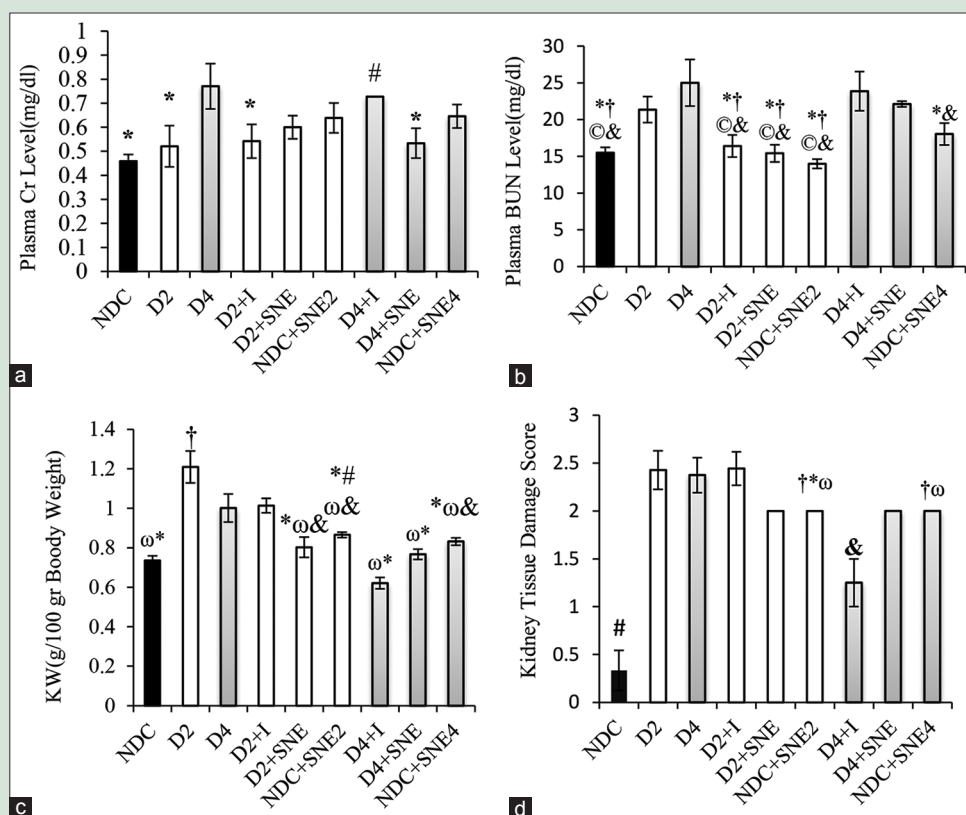 Plasma Cr Level(mg/dl)
1
0.9
0.8
0.7
0.6
0.5
0.4
0.3
0.2
0.1
0
*
*
*
#
*
NDC
D2
D4
D2+I
D2+SNE
NDC+SNE2
D4+I
D4+SNE
NDC+SNE4
a
Plasma BUN Level(mg/dl)
30
25
20
15
10
5
0
*†
©&
*†
©&
*†
©&
*†
©&
*&
NDC
D2
D4
D2+I
D2+SNE
NDC+SNE2
D4+I
D4+SNE
NDC+SNE4
b
KW(g/100 gr Boody Weight)
1.4
1.2
1
0.8
0.6
0.4
0.2
0
ω*
†
*ω&
*#
ω&
ω*
ω*
*ω&
NDC
D2
D4
D2+I
D2+SNE
NDC+SNE2
D4+I
D4+SNE
NDC+SNE4
c
Kidney Tissue Damage Score
3
2.5
2
1.5
1
0.5
0
#
†*ω
&
†ω
NDC
D2
D4
D2+I
D2+SNE
NDC+SNE2
D4+I
D4+SNE
NDC+SNE4
d